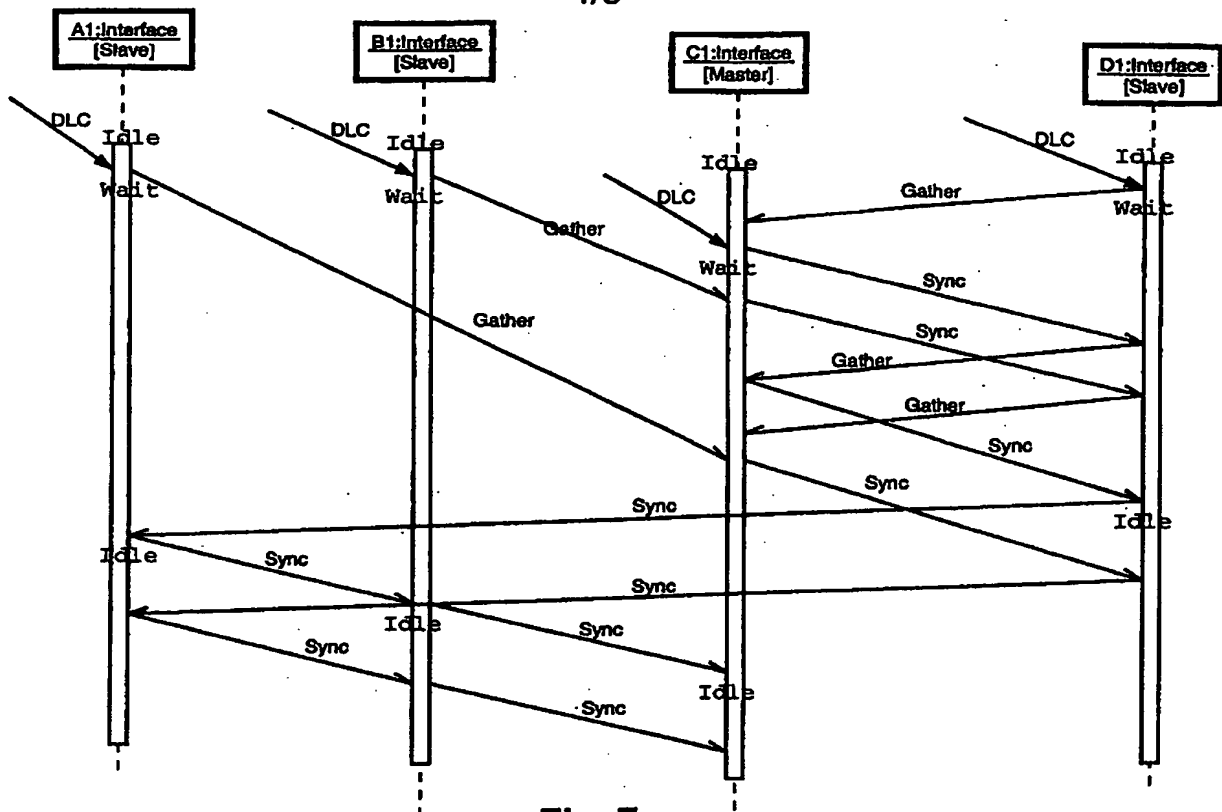 A1:Interface
[Slave]
B1:Interface
[Slave]
C1:Interface
[Master]
D1:Interface
[Slave]
DLC
Idle
Wait
DLC
Idle
Wait
DLC
Idle
Wait
DLC
Idle
Wait
Gather
Gather
Sync
Gather
Sync
Gather
Gather
Sync
Sync
Sync
Idle
Idle
Sync
Sync
Idle
Sync
Sync
Idle
Sync